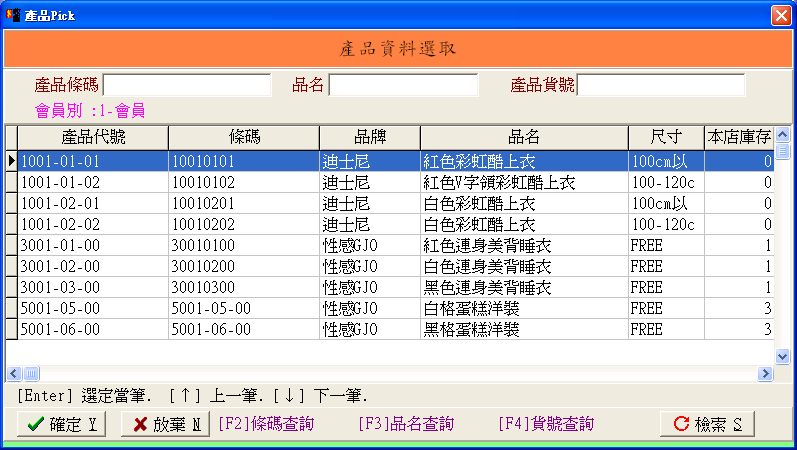 產品Pick
產品資料選取
產品條碼 品名 產品貨號
會員別 :1-會員
產品代號 條碼 品牌 品名 尺寸 本店庫存
1001-01-01 10010101 迪士尼 紅色彩虹酷上衣 100cm以 0
1001-01-02 10010102 迪士尼 紅色V字領彩虹酷上衣 100-120c 0
1001-02-01 10010201 迪士尼 白色彩虹酷上衣 100cm以 0
1001-02-02 10010202 迪士尼 白色彩虹酷上衣 100-120c 0
3001-01-00 30010100 性感GJO 紅色連身美背睡衣 FREE 1
3001-02-00 30010200 性感GJO 白色連身美背睡衣 FREE 1
3001-03-00 30010300 性感GJO 黑色連身美背睡衣 FREE 1
5001-05-00 5001-05-00 性感GJO 白格蛋糕洋裝 FREE 3
5001-06-00 5001-06-00 性感GJO 黑格蛋糕洋裝 FREE 3
[Enter] 選定當筆. [↑] 上一筆. [↓] 下一筆.
確定 Y 放棄 N [F2]條碼查詢 [F3]品名查詢 [F4]貨號查詢 檢索 S